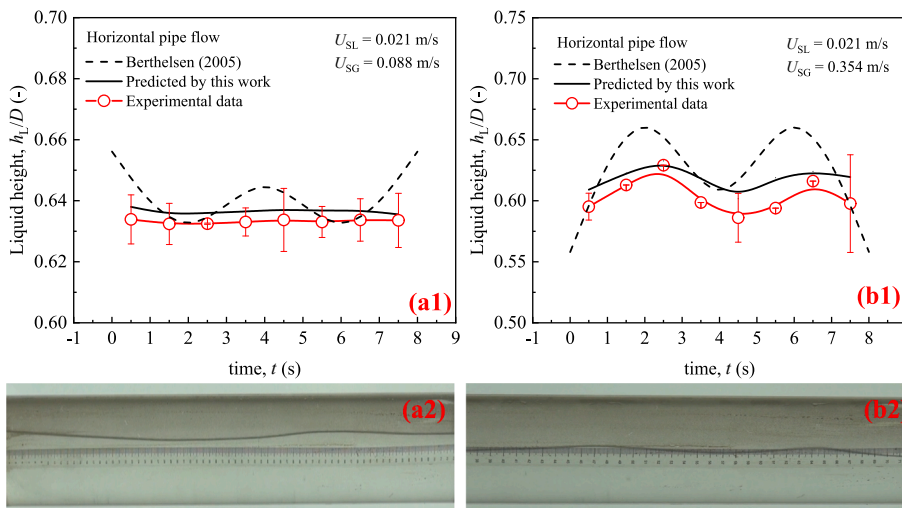 0.70
0.68
0.66
0.64
0.62
0.60
Liquid height, hL/D (-)
Horizontal pipe flow
Berthelsen (2005)
Predicted by this work
Experimental data
USL = 0.021 m/s
USG = 0.088 m/s
(a1)
-1 0 1 2 3 4 5 6 7 8 9
time, t (s)
0.75
0.70
0.65
0.60
0.55
0.50
Liquid height, hL/D (-)
Horizontal pipe flow
Berthelsen (2005)
Predicted by this work
Experimental data
USL = 0.021 m/s
USG = 0.354 m/s
(b1)
-1 0 1 2 3 4 5 6 7 8
time, t (s)
(a2)
(b2